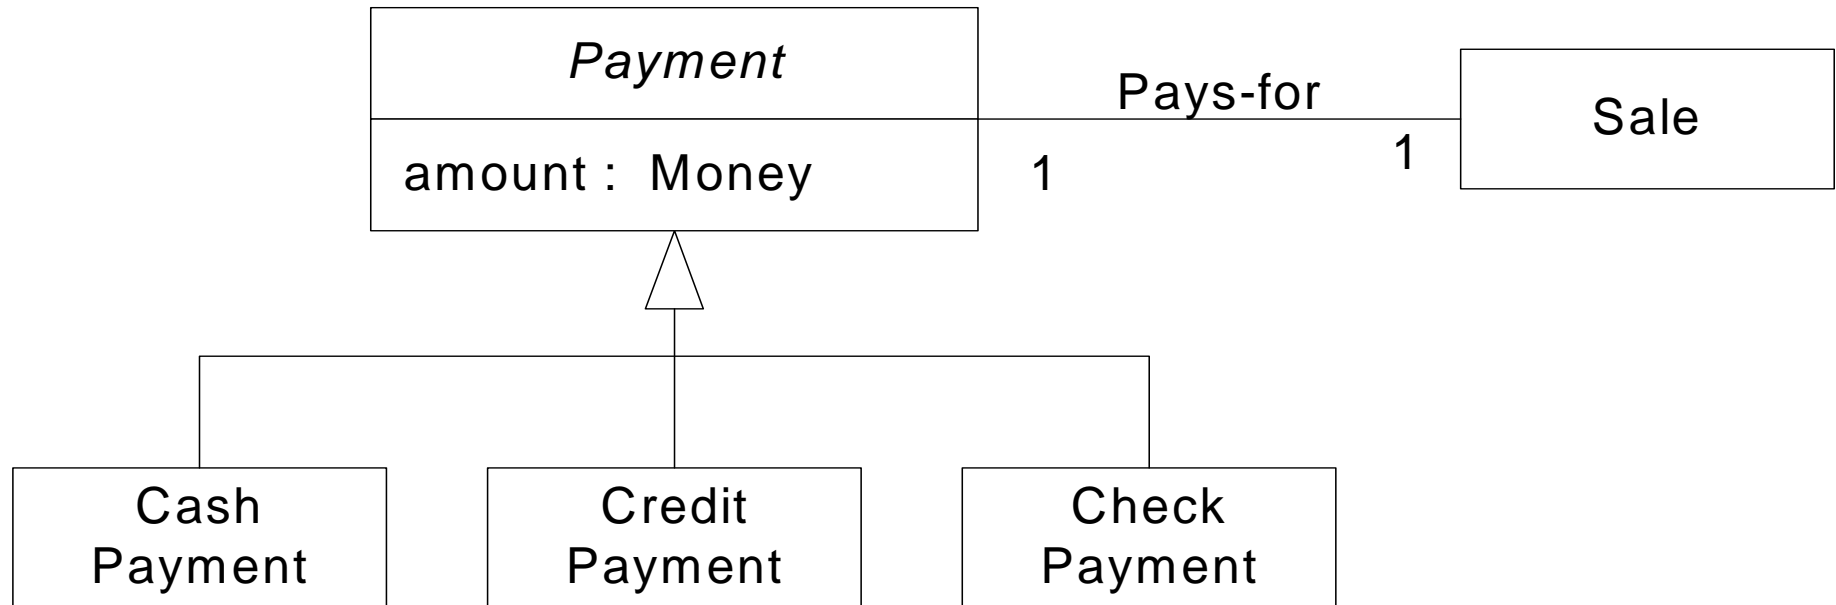 Payment
amount : Money
Pays-for
1
1
Sale
Cash
Payment
Credit
Payment
Check
Payment